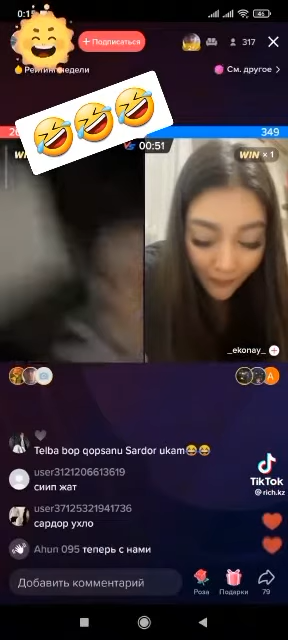 + Подписаться
317
Рейтинг недели
См. другое >
349
00:51
WIN × 1
_ekonay_
Telba bop qopsanu Sardor ukam😂😂
user3121206613619
сиип жат
user37125321941736
сардор ухло
Ahun 095 теперь с нами
TikTok
@rich.kz
Добавить комментарий
Роза
Подарки
79